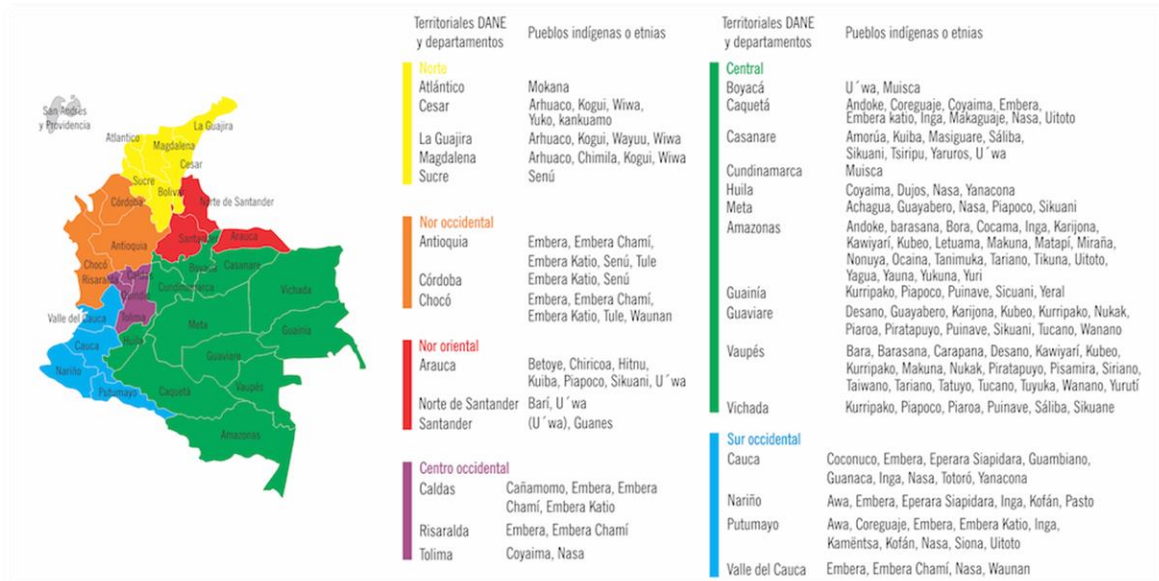 San Andrés
y Providencia
La Guajira
Atlantico
Magdalena
Cesar
Sucre
Bolivar
Norte de Santander
Córdoba
Santander
Arauca
Antioquia
Boyacá
Casanare
Chocó
Risaralda
Caldas
Cundinamarca
Quindío
Vichada
Tolima
Valle del Cauca
Meta
Guainía
Huila
Cauca
Guaviare
Nariño
Vaupés
Putumayo
Caquetá
Amazonas
Territoriales DANE
y departamentos
Pueblos indígenas o etnias
Norte
Atlántico Mokana
Cesar Arhuaco, Kogui, Wiwa,
Yuko, kankuamo
La Guajira Arhuaco, Kogui, Wayuu, Wiwa
Magdalena Arhuaco, Chimila, Kogui, Wiwa
Sucre Senú
Nor occidental
Antioquia Embera, Embera Chamí,
Embera Katio, Senú, Tule
Córdoba Embera Katio, Senú
Chocó Embera, Embera Chamí,
Embera Katio, Tule, Waunan
Nor oriental
Arauca Betoye, Chiricoa, Hitnu,
Kuiba, Piapoco, Sikuani, U´wa
Norte de Santander Barí, U´wa
Santander (U´wa), Guanes
Centro occidental
Caldas Cañamomo, Embera, Embera
Chamí, Embera Katio
Risaralda Embera, Embera Chamí
Tolima Coyaima, Nasa
Territoriales DANE
y departamentos
Pueblos indígenas o etnias
Central
Boyacá U´wa, Muisca
Caquetá Andoke, Coreguaje, Coyaima, Embera,
Embera katio, Inga, Makaguaje, Nasa, Uitoto
Casanare Amorúa, Kuiba, Masiguare, Sáliba,
Sikuani, Tsiripu, Yaruros, U´wa
Cundinamarca Muisca
Huila Coyaima, Dujos, Nasa, Yanacona
Meta Achagua, Guayabero, Nasa, Piapoco, Sikuani
Amazonas Andoke, barasana, Bora, Cocama, Inga, Karijona,
Kawiyarí, Kubeo, Letuama, Makuna, Matapí, Miraña,
Nonuya, Ocaina, Tanimuka, Tariano, Tikuna, Uitoto,
Yagua, Yauna, Yukuna, Yuri
Guainía Kurripako, Piapoco, Puinave, Sicuani, Yeral
Guaviare Desano, Guayabero, Karijona, Kubeo, Kurripako, Nukak,
Piaroa, Piratapuyo, Puinave, Sikuani, Tucano, Wanano
Vaupés Bara, Barasana, Carapana, Desano, Kawiyarí, Kubeo,
Kurripako, Makuna, Nukak, Piratapuyo, Pisamira, Siriano,
Taiwano, Tariano, Tatuyo, Tucano, Tuyuka, Wanano, Yurutí
Vichada Kurripako, Piapoco, Piaroa, Puinave, Sáliba, Sikuane
Sur occidental
Cauca Coconuco, Embera, Eperara Siapidara, Guambiano,
Guanaca, Inga, Nasa, Totoró, Yanacona
Nariño Awa, Embera, Eperara Siapidara, Inga, Kofán, Pasto
Putumayo Awa, Coreguaje, Embera, Embera Katio, Inga,
Kamëntsa, Kofán, Nasa, Siona, Uitoto
Valle del Cauca Embera, Embera Chamí, Nasa, Waunan